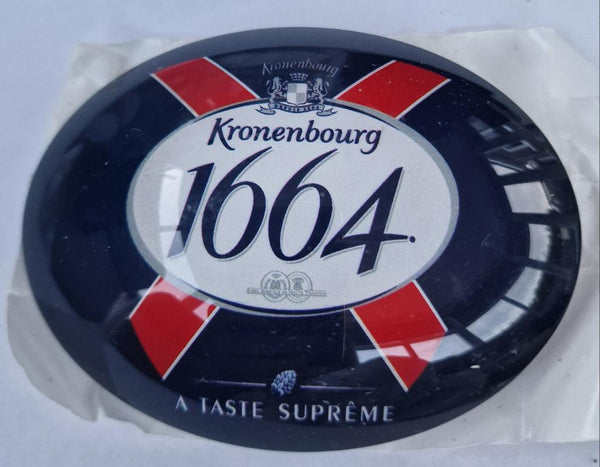 Kronenbourg
Kronenbourg
1664.
A TASTE SUPRÊME